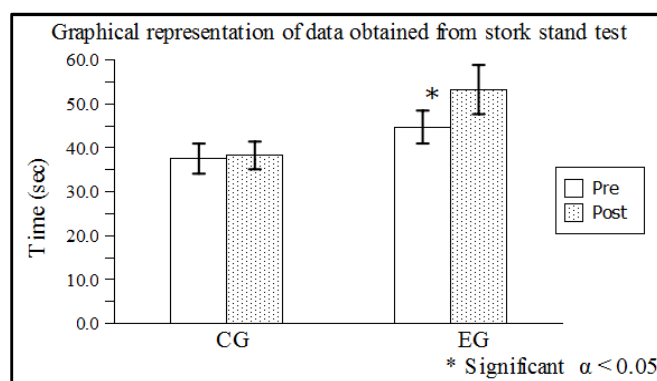 Graphical representation of data obtained from stork stand test
60.0
50.0
40.0
30.0
20.0
10.0
0.0
Time (sec)
*
CG EG
Pre
Post
* Significant α < 0.05